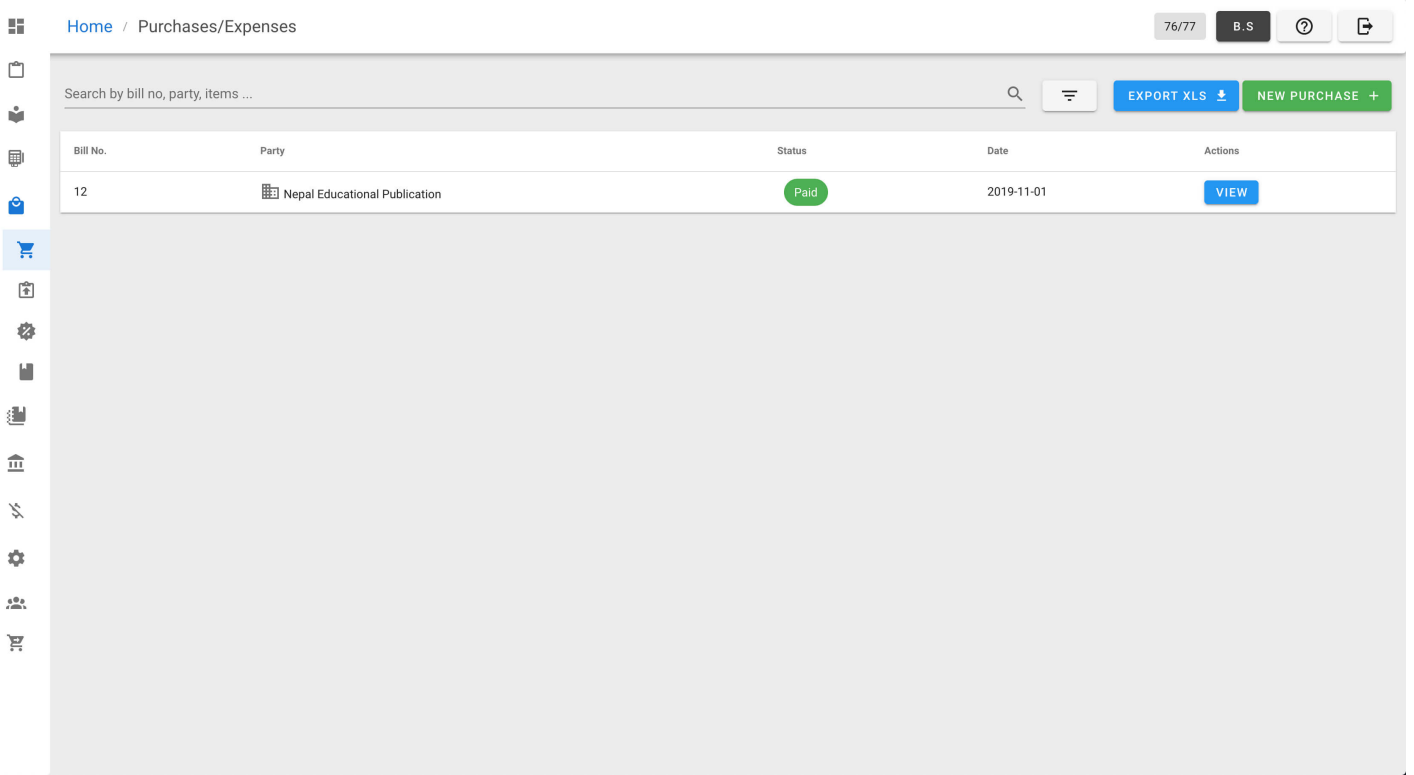 Home / Purchases/Expenses 76/77 B.S
Search by bill no, party, items ... EXPORT XLS NEW PURCHASE +
Bill No. Party Status Date Actions
12 Nepal Educational Publication Paid 2019-11-01 VIEW